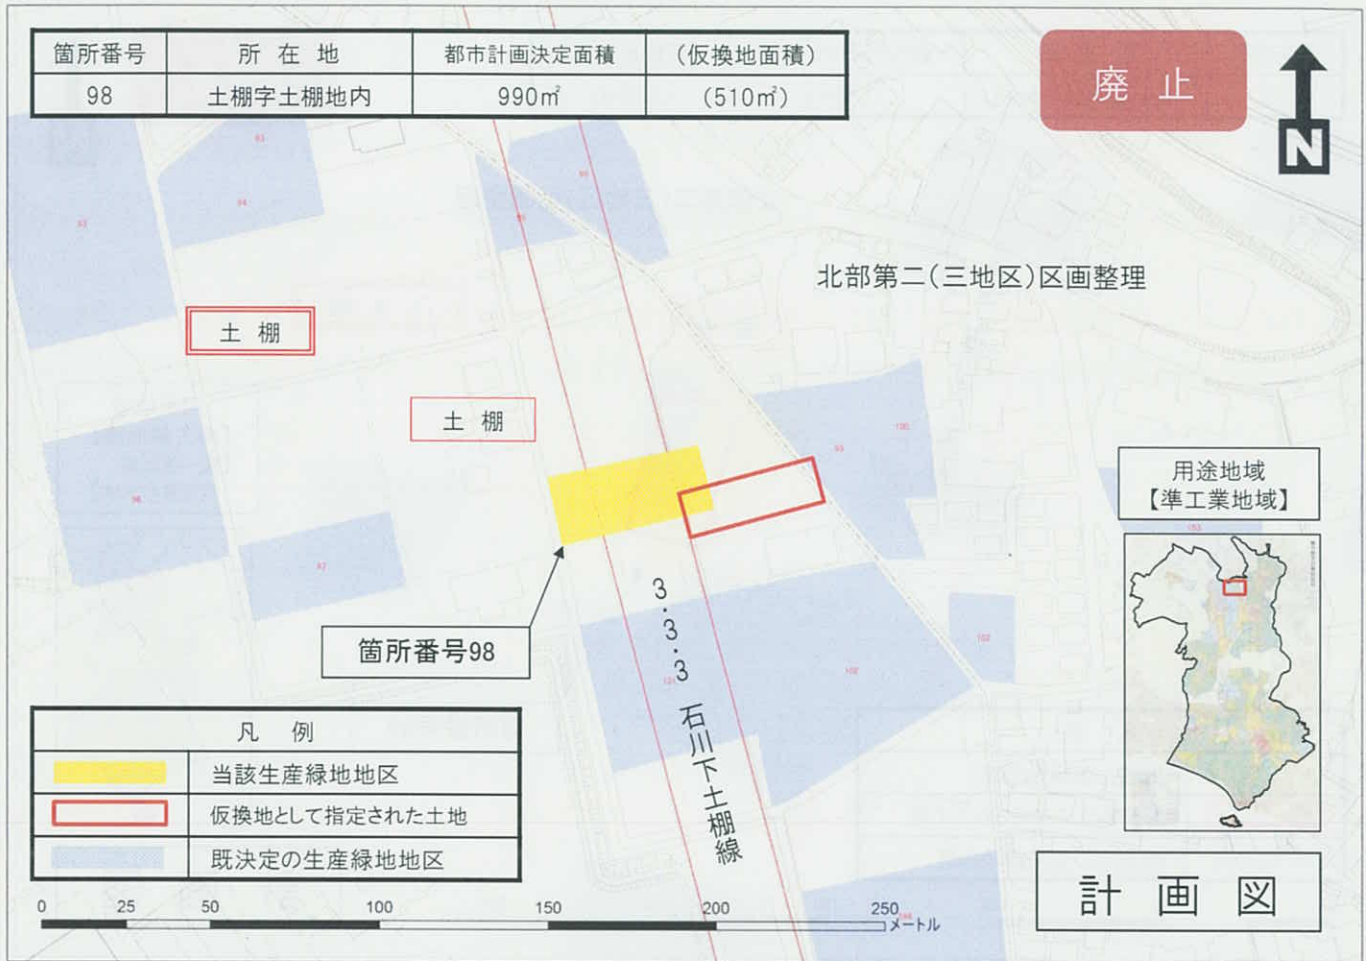 箇所番号 所在地 都市計画決定面積 (仮換地面積)
98 土棚字土棚地内 990㎡ (510㎡)
廃止
N
北部第二(三地区)区画整理
土棚
土棚
用途地域
【準工業地域】
箇所番号98
3・3・3 石川下土棚線
凡例
当該生産緑地地区
仮換地として指定された土地
既決定の生産緑地地区
0 25 50 100 150 200 250
メートル
計画図
93
94
97
100
102
102